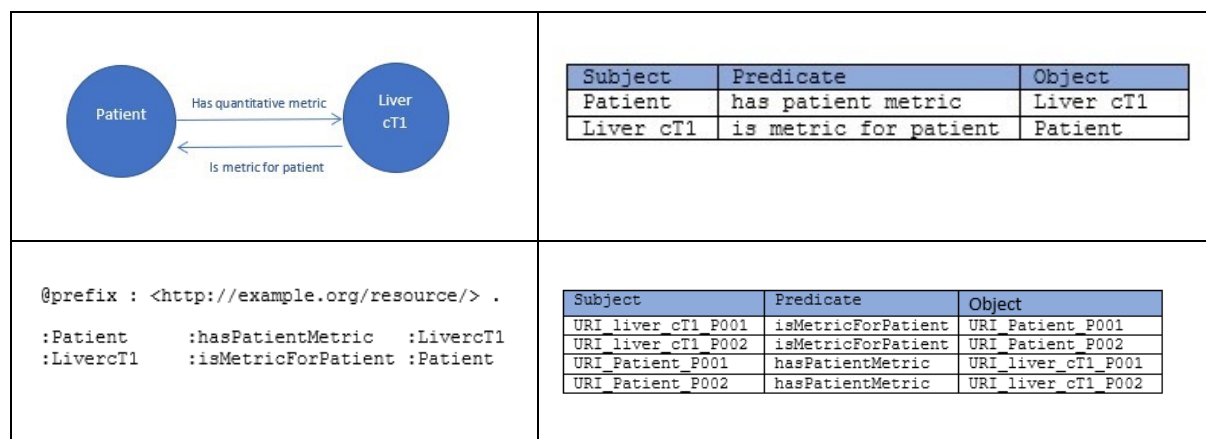 Patient
Has quantitative metric
Liver
cT1
Is metric for patient
Subject Predicate Object
Patient has patient metric Liver cT1
Liver cT1 is metric for patient Patient
@prefix : <http://example.org/resource/> .
:Patient :hasPatientMetric :LivercT1
:LivercT1 :isMetricForPatient :Patient
Subject Predicate Object
URI_liver_cT1_P001 isMetricForPatient URI_Patient_P001
URI_liver_cT1_P002 isMetricForPatient URI_Patient_P002
URI_Patient_P001 hasPatientMetric URI_liver_cT1_P001
URI_Patient_P002 hasPatientMetric URI_liver_cT1_P002